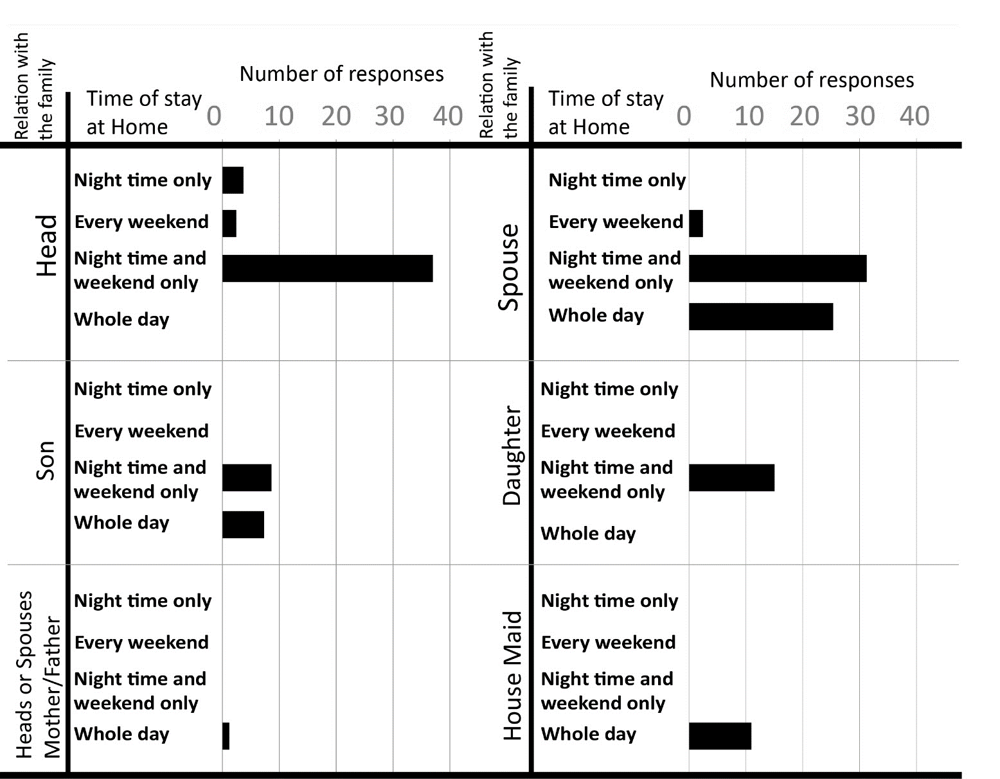 Relation with
the family
Number of responses
Time of stay
at Home
0 10 20 30 40
Relation with
the family
Number of responses
Time of stay
at Home
0 10 20 30 40
Head
Night time only
Every weekend
Night time and
weekend only
Whole day
Spouse
Night time only
Every weekend
Night time and
weekend only
Whole day
Son
Night time only
Every weekend
Night time and
weekend only
Whole day
Daughter
Night time only
Every weekend
Night time and
weekend only
Whole day
Heads or Spouses
Mother/Father
Night time only
Every weekend
Night time and
weekend only
Whole day
House Maid
Night time only
Every weekend
Night time and
weekend only
Whole day